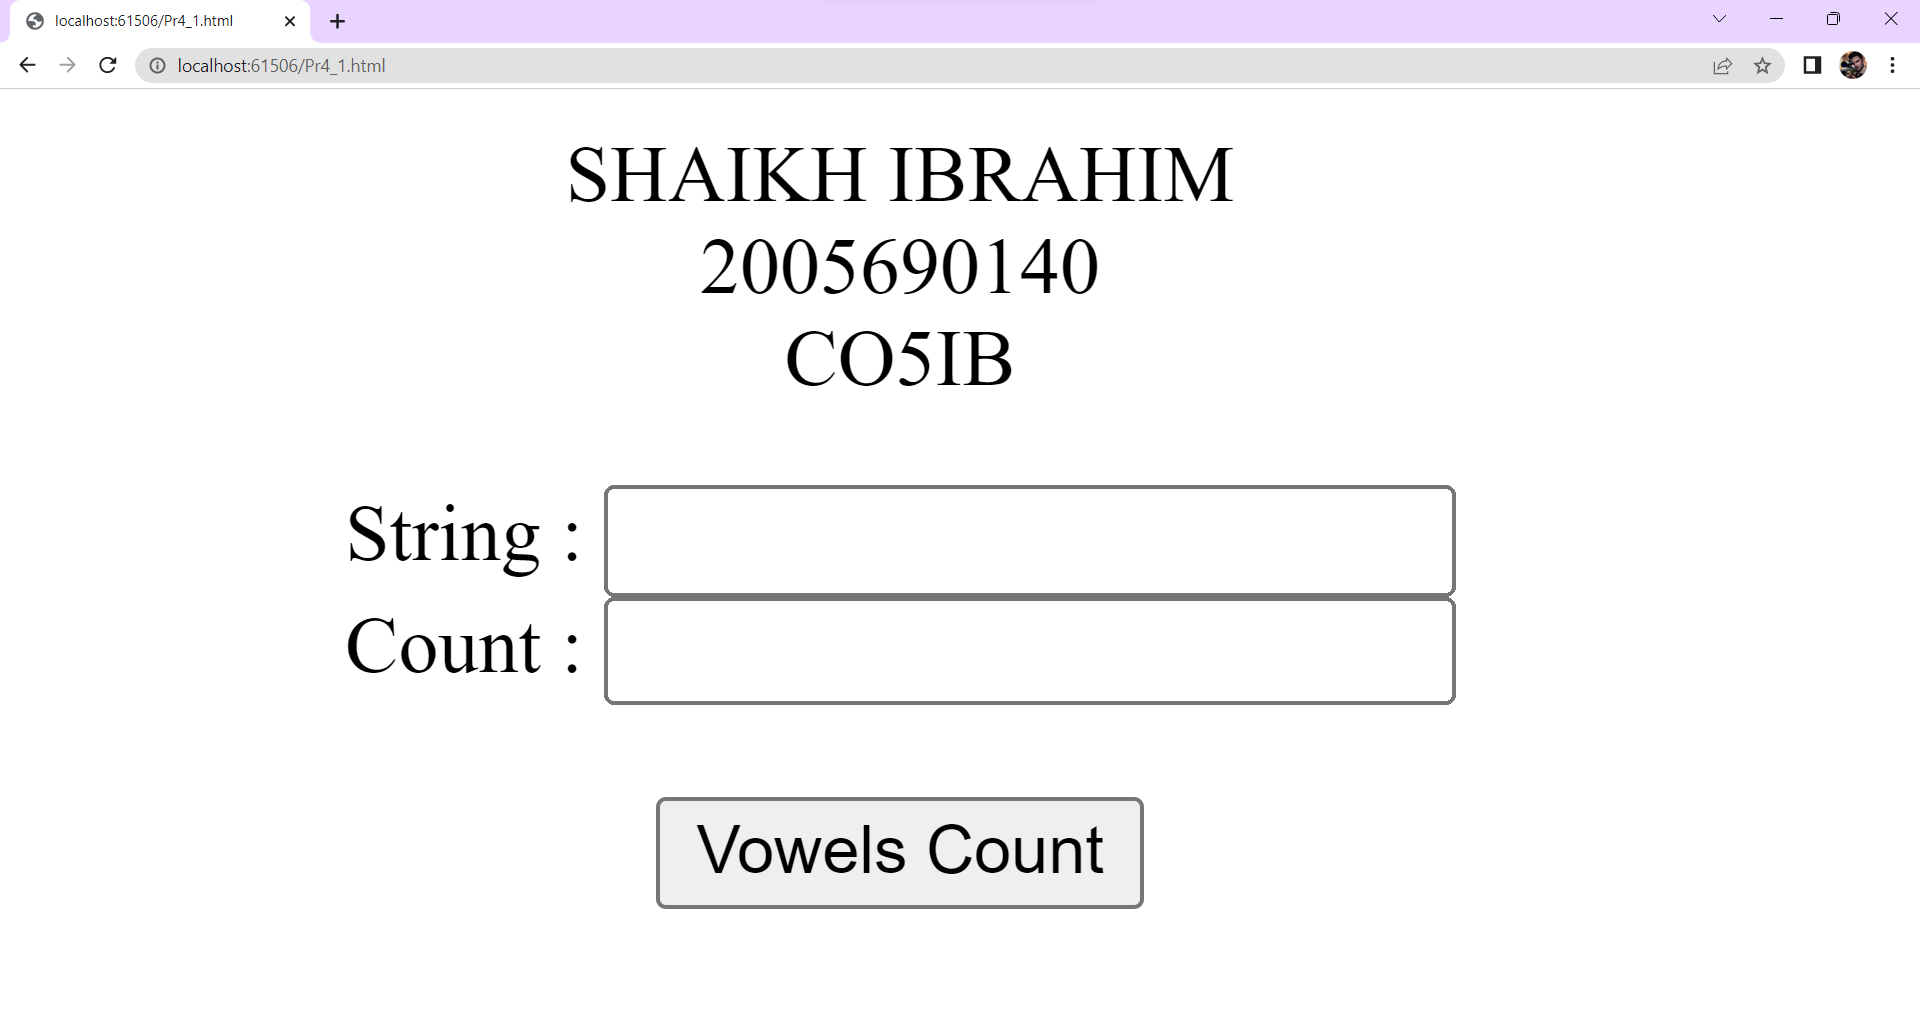 localhost:61506/Pr4_1.html
localhost:61506/Pr4_1.html
SHAIKH IBRAHIM
2005690140
CO5IB
String :
Count :
Vowels Count